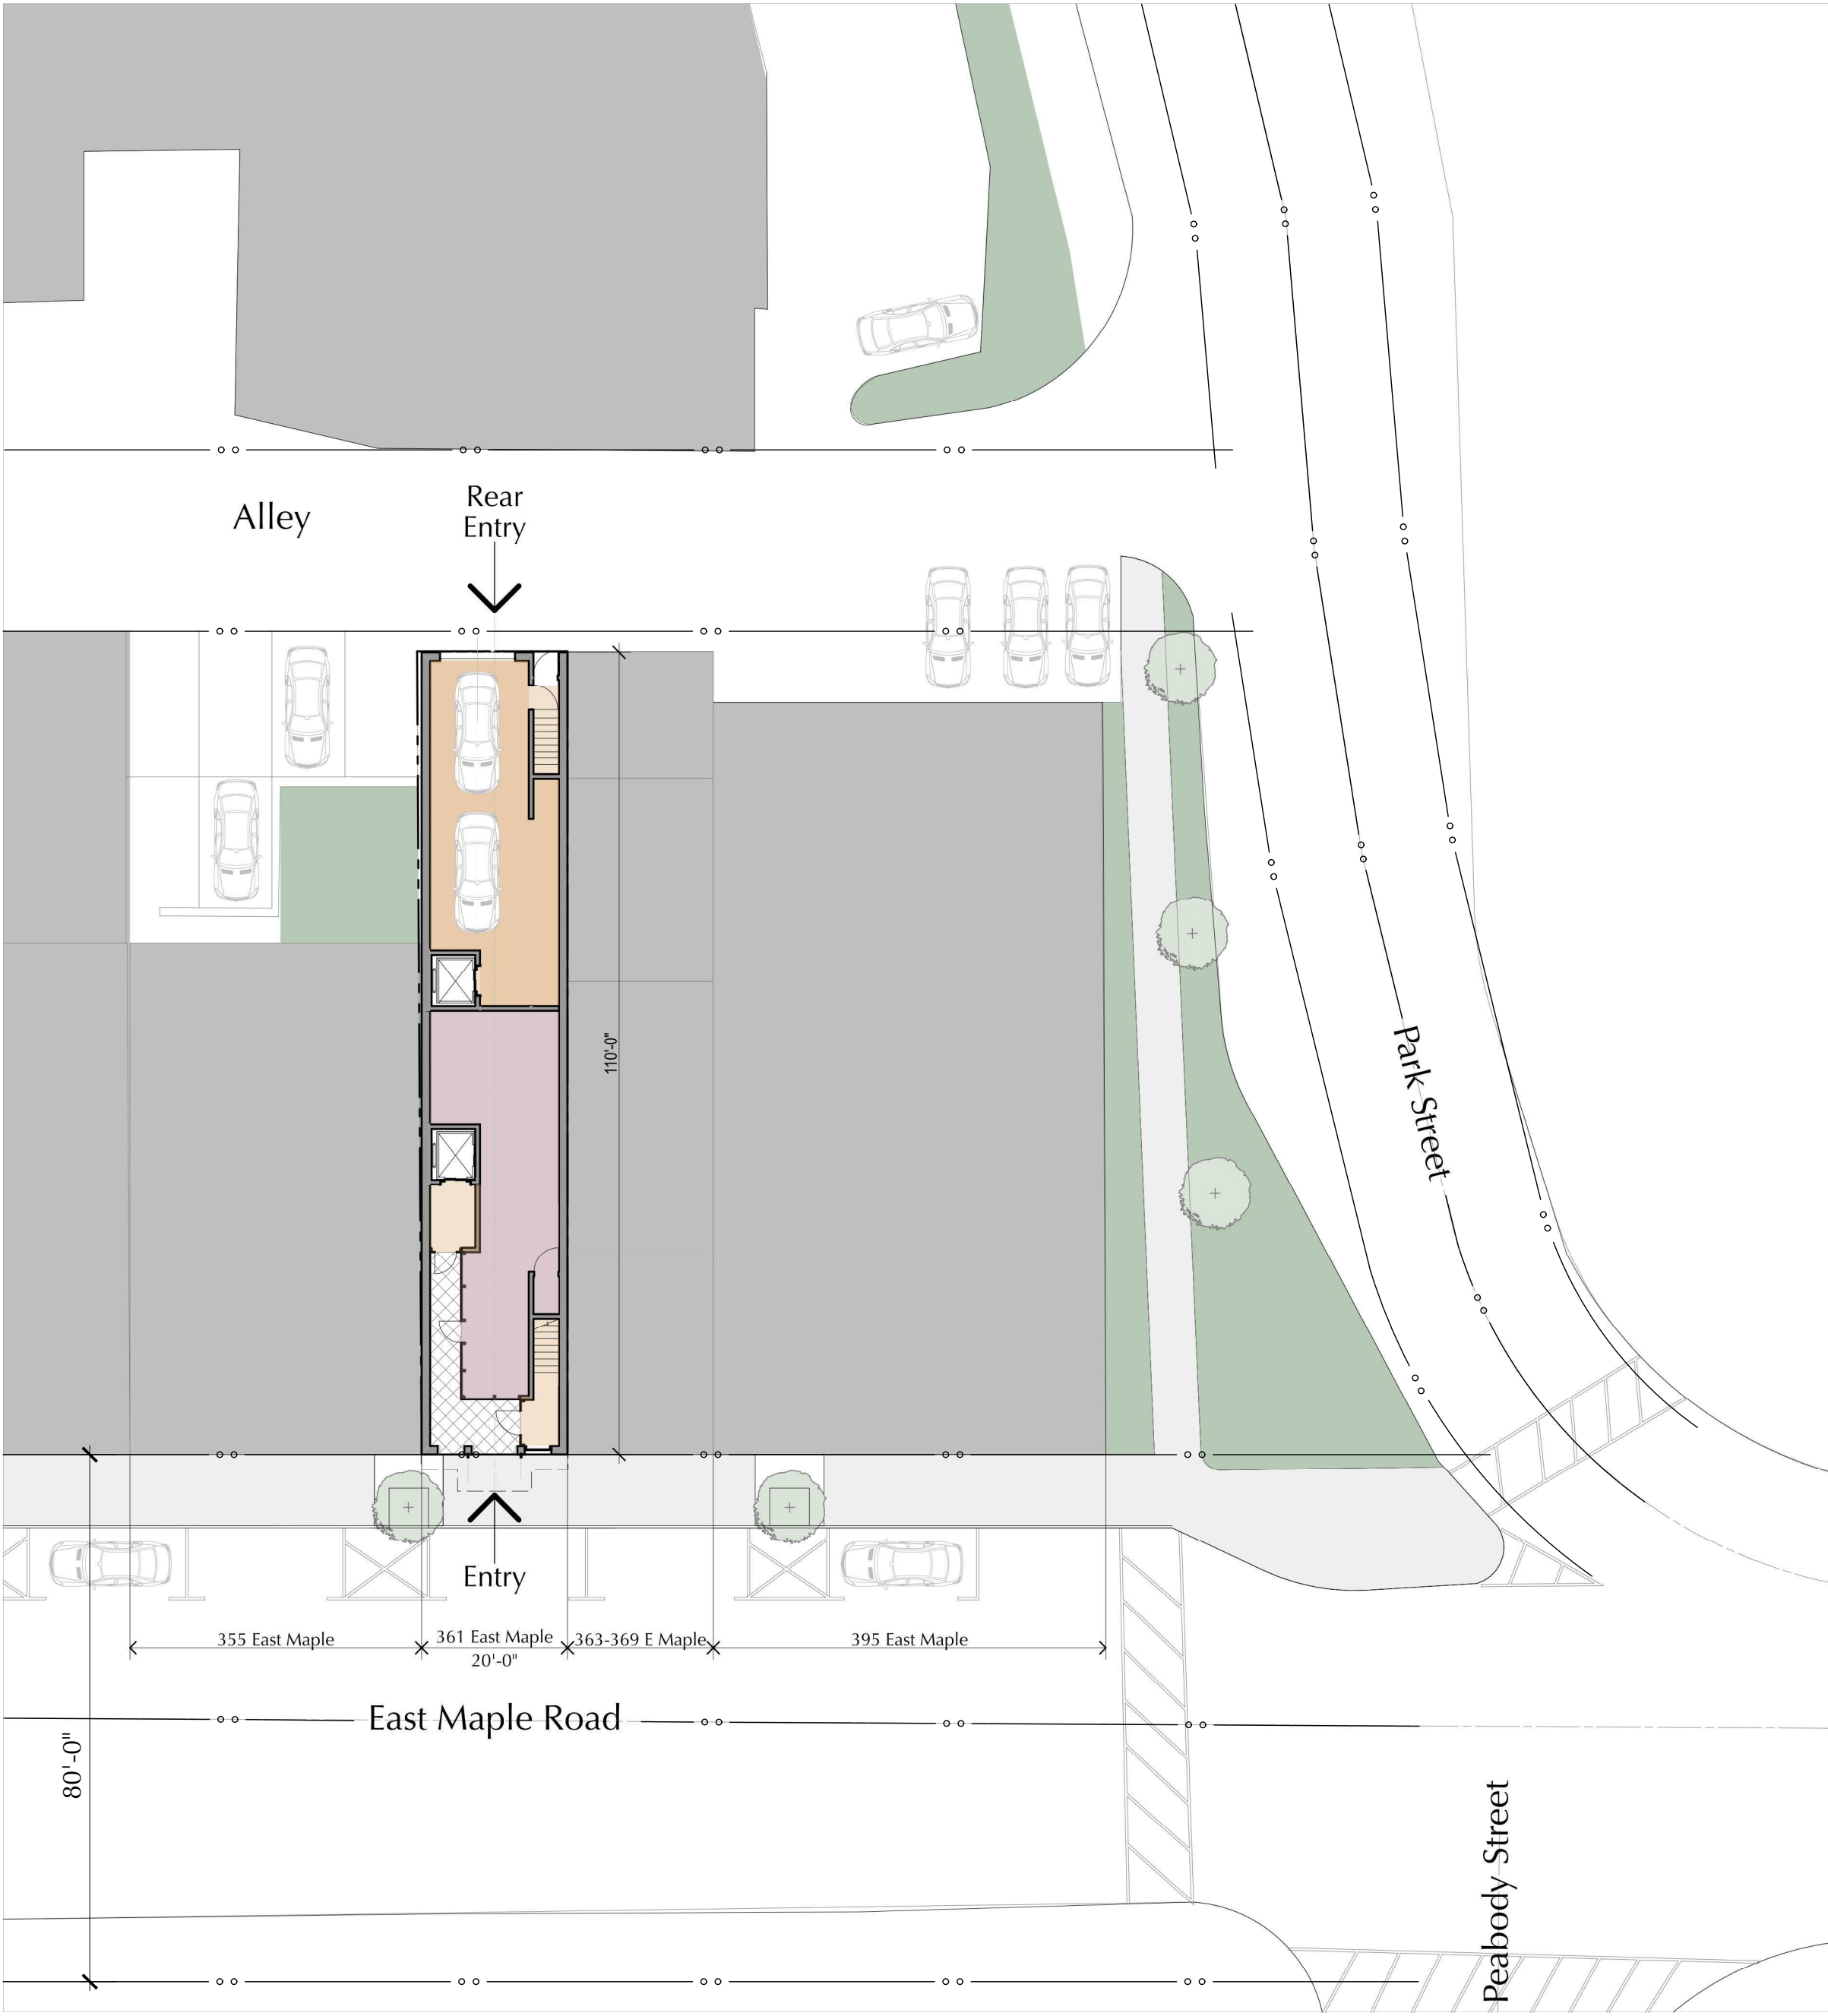 Alley
Rear
Entry
110'-0"
Park Street
Entry
355 East Maple
361 East Maple
20'-0"
363-369 E Maple
395 East Maple
East Maple Road
80'-0"
Peabody Street